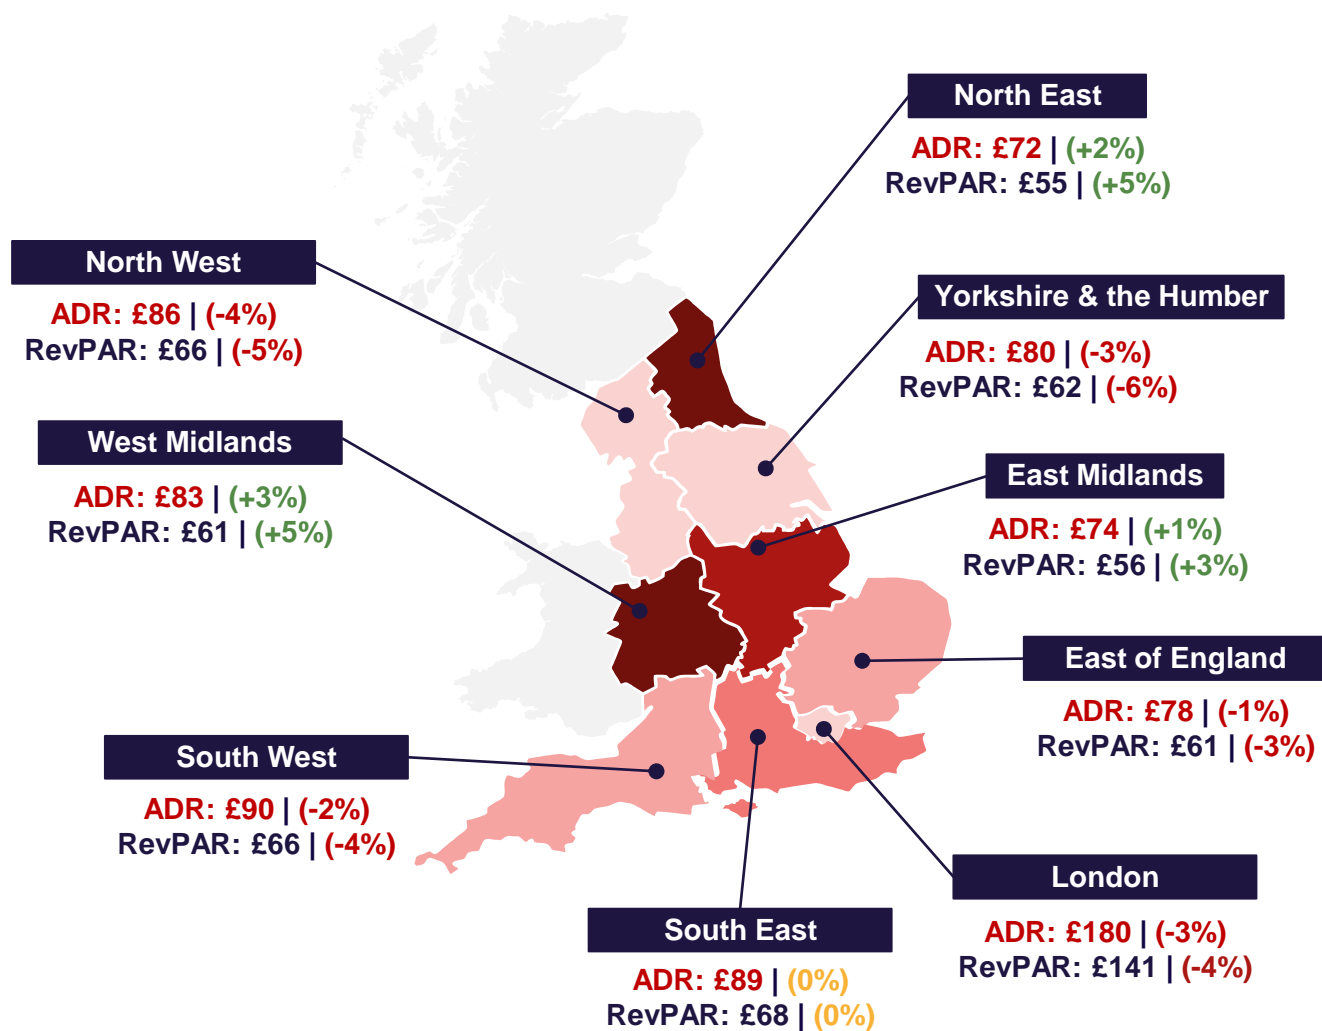 North East
ADR: £72 | (+2%)
RevPAR: £55 | (+5%)
North West
ADR: £86 | (-4%)
RevPAR: £66 | (-5%)
Yorkshire & the Humber
ADR: £80 | (-3%)
RevPAR: £62 | (-6%)
West Midlands
ADR: £83 | (+3%)
RevPAR: £61 | (+5%)
East Midlands
ADR: £74 | (+1%)
RevPAR: £56 | (+3%)
East of England
ADR: £78 | (-1%)
RevPAR: £61 | (-3%)
South West
ADR: £90 | (-2%)
RevPAR: £66 | (-4%)
London
ADR: £180 | (-3%)
RevPAR: £141 | (-4%)
South East
ADR: £89 | (0%)
RevPAR: £68 | (0%)